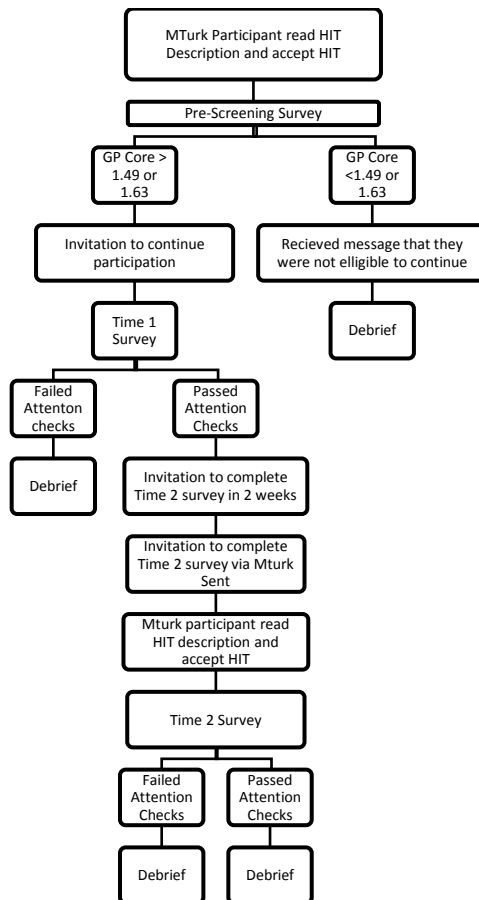 MTurk Participant read HIT
Description and accept HIT
Pre-Screening Survey
GP Core >
1.49 or
1.63
GP Core
<1.49 or
1.63
Invitation to continue
participation
Recieved message that they
were not elligible to continue
Time 1
Survey
Debrief
Failed
Attenton
checks
Passed
Attention
Checks
Debrief
Invitation to complete
Time 2 survey in 2 weeks
Invitation to complete
Time 2 survey via Mturk
Sent
Mturk participant read
HIT description and
accept HIT
Time 2 Survey
Failed
Attention
Checks
Passed
Attention
Checks
Debrief
Debrief